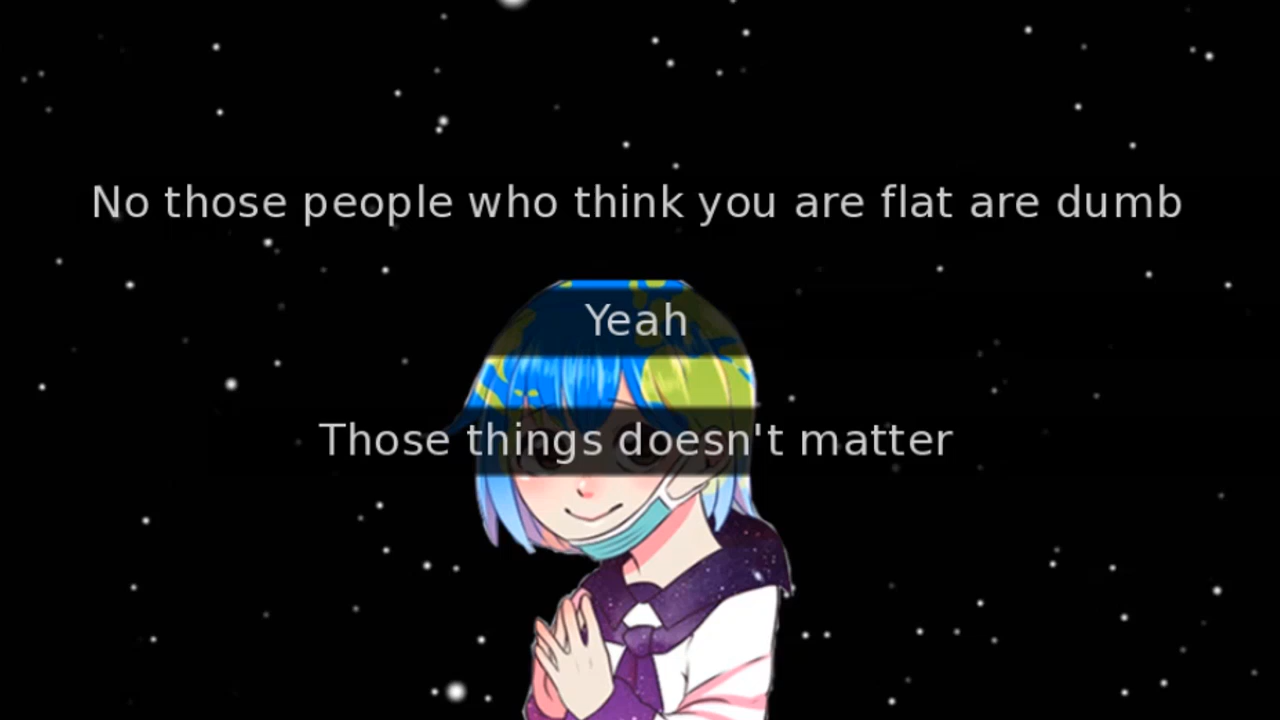 No those people who think you are flat are dumb
Yeah
Those things doesn't matter